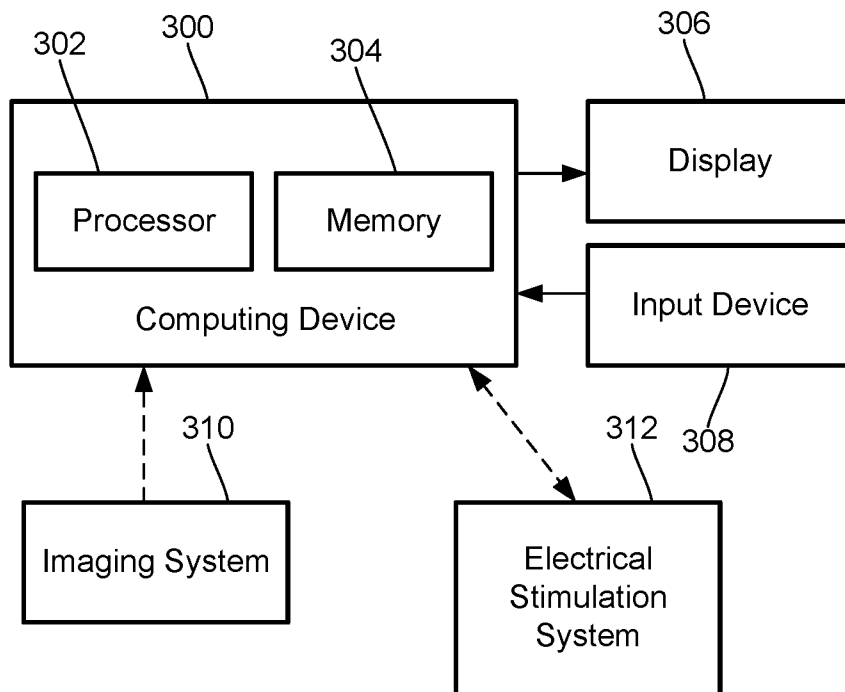 300
302
304
306
Processor
Memory
Computing Device
Display
Input Device
308
310
312
Imaging System
Electrical
Stimulation
System